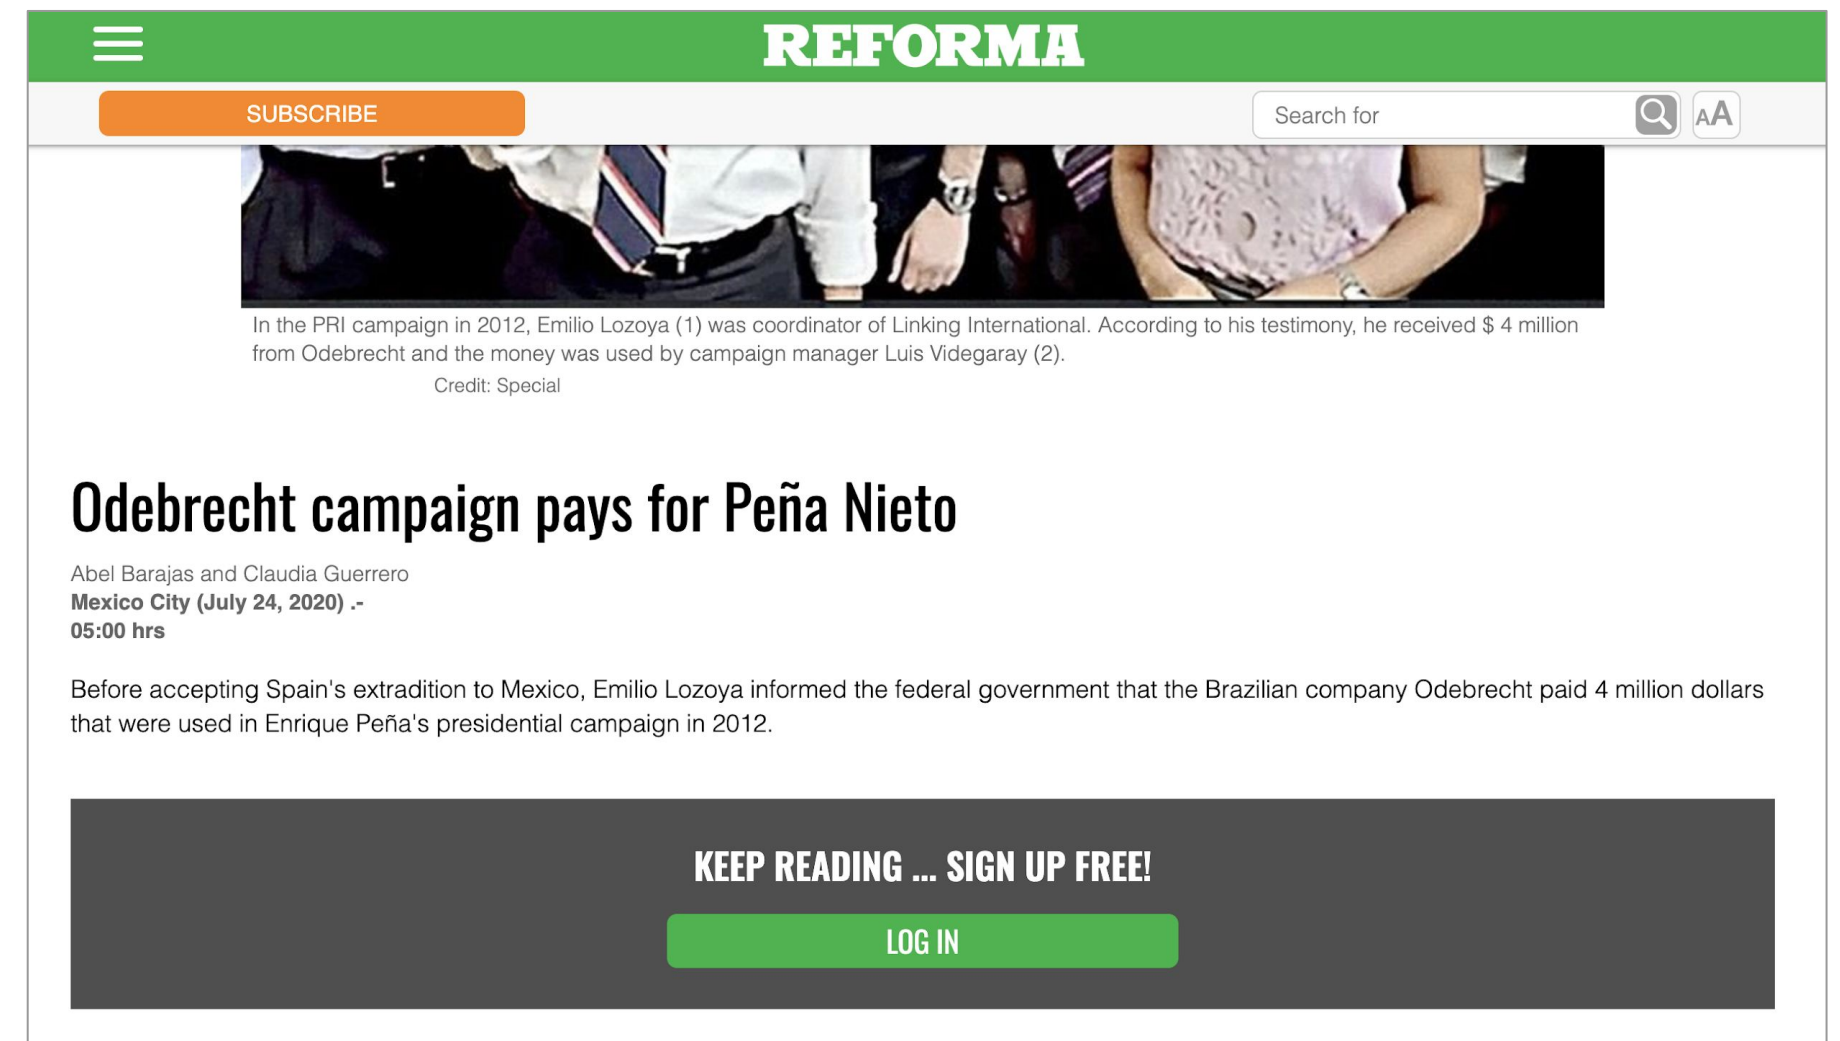 REFORMA
SUBSCRIBE
Search for
AA
In the PRI campaign in 2012, Emilio Lozoya (1) was coordinator of Linking International. According to his testimony, he received $ 4 million
from Odebrecht and the money was used by campaign manager Luis Videgaray (2).
Credit: Special
Odebrecht campaign pays for Peña Nieto
Abel Barajas and Claudia Guerrero
Mexico City (July 24, 2020) .-
05:00 hrs
Before accepting Spain's extradition to Mexico, Emilio Lozoya informed the federal government that the Brazilian company Odebrecht paid 4 million dollars
that were used in Enrique Peña's presidential campaign in 2012.
KEEP READING ... SIGN UP FREE!
LOG IN